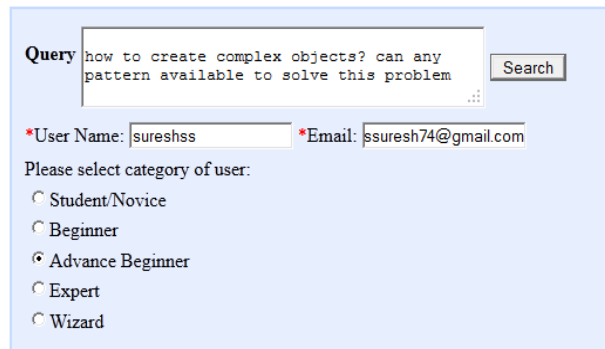 Query how to create complex objects? can any
pattern available to solve this problem
Search
*User Name: sureshss *Email: ssuresh74@gmail.com
Please select category of user:
Student/Novice
Beginner
Advance Beginner
Expert
Wizard